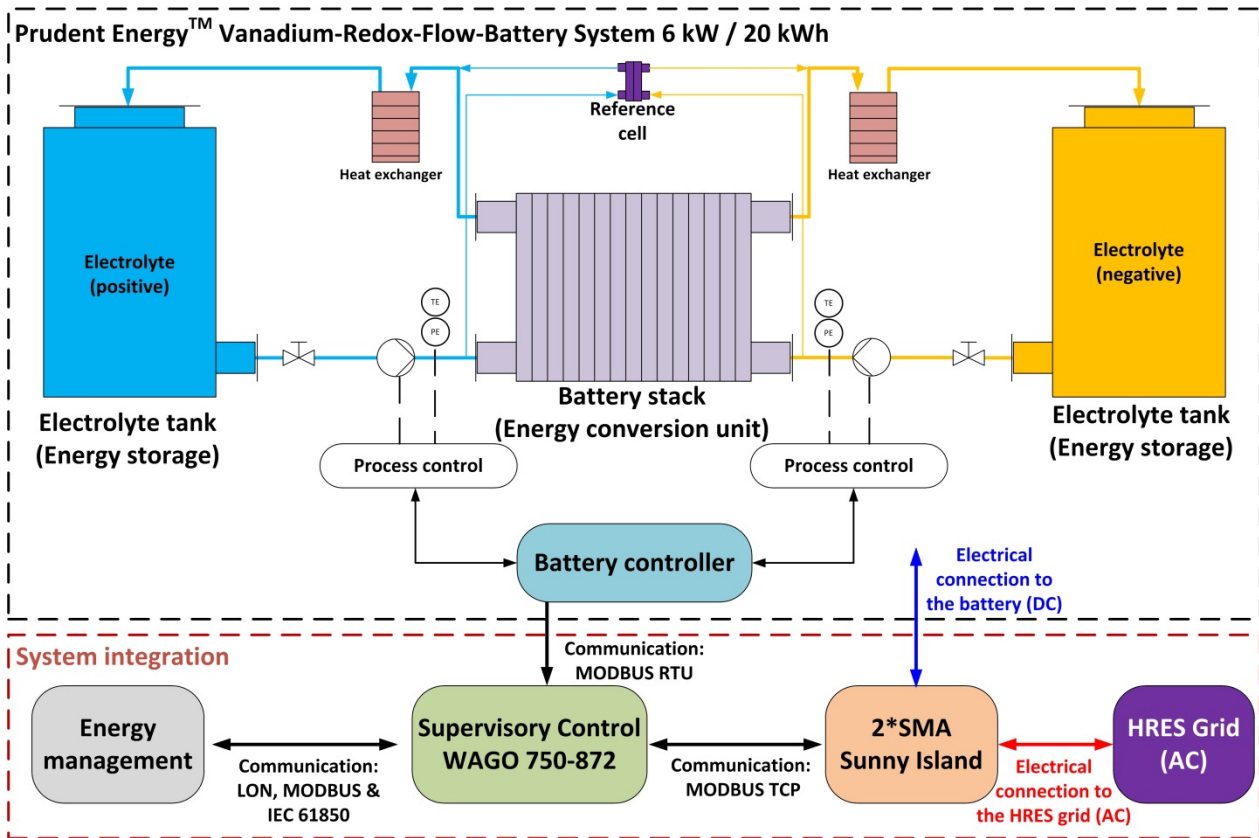 Prudent Energy™ Vanadium-Redox-Flow-Battery System 6 kW / 20 kWh
Reference
cell
Heat exchanger
Heat exchanger
Electrolyte
(positive)
Electrolyte
(negative)
TE
PE
TE
PE
Electrolyte tank
(Energy storage)
Battery stack
(Energy conversion unit)
Electrolyte tank
(Energy storage)
Process control
Process control
Battery controller
Electrical
connection to
the battery (DC)
System integration
Communication:
MODBUS RTU
Energy
management
Supervisory Control
WAGO 750-872
2*SMA
Sunny Island
HRES Grid
(AC)
Communication:
LON, MODBUS &
IEC 61850
Communication:
MODBUS TCP
Electrical
connection to
the HRES grid (AC)